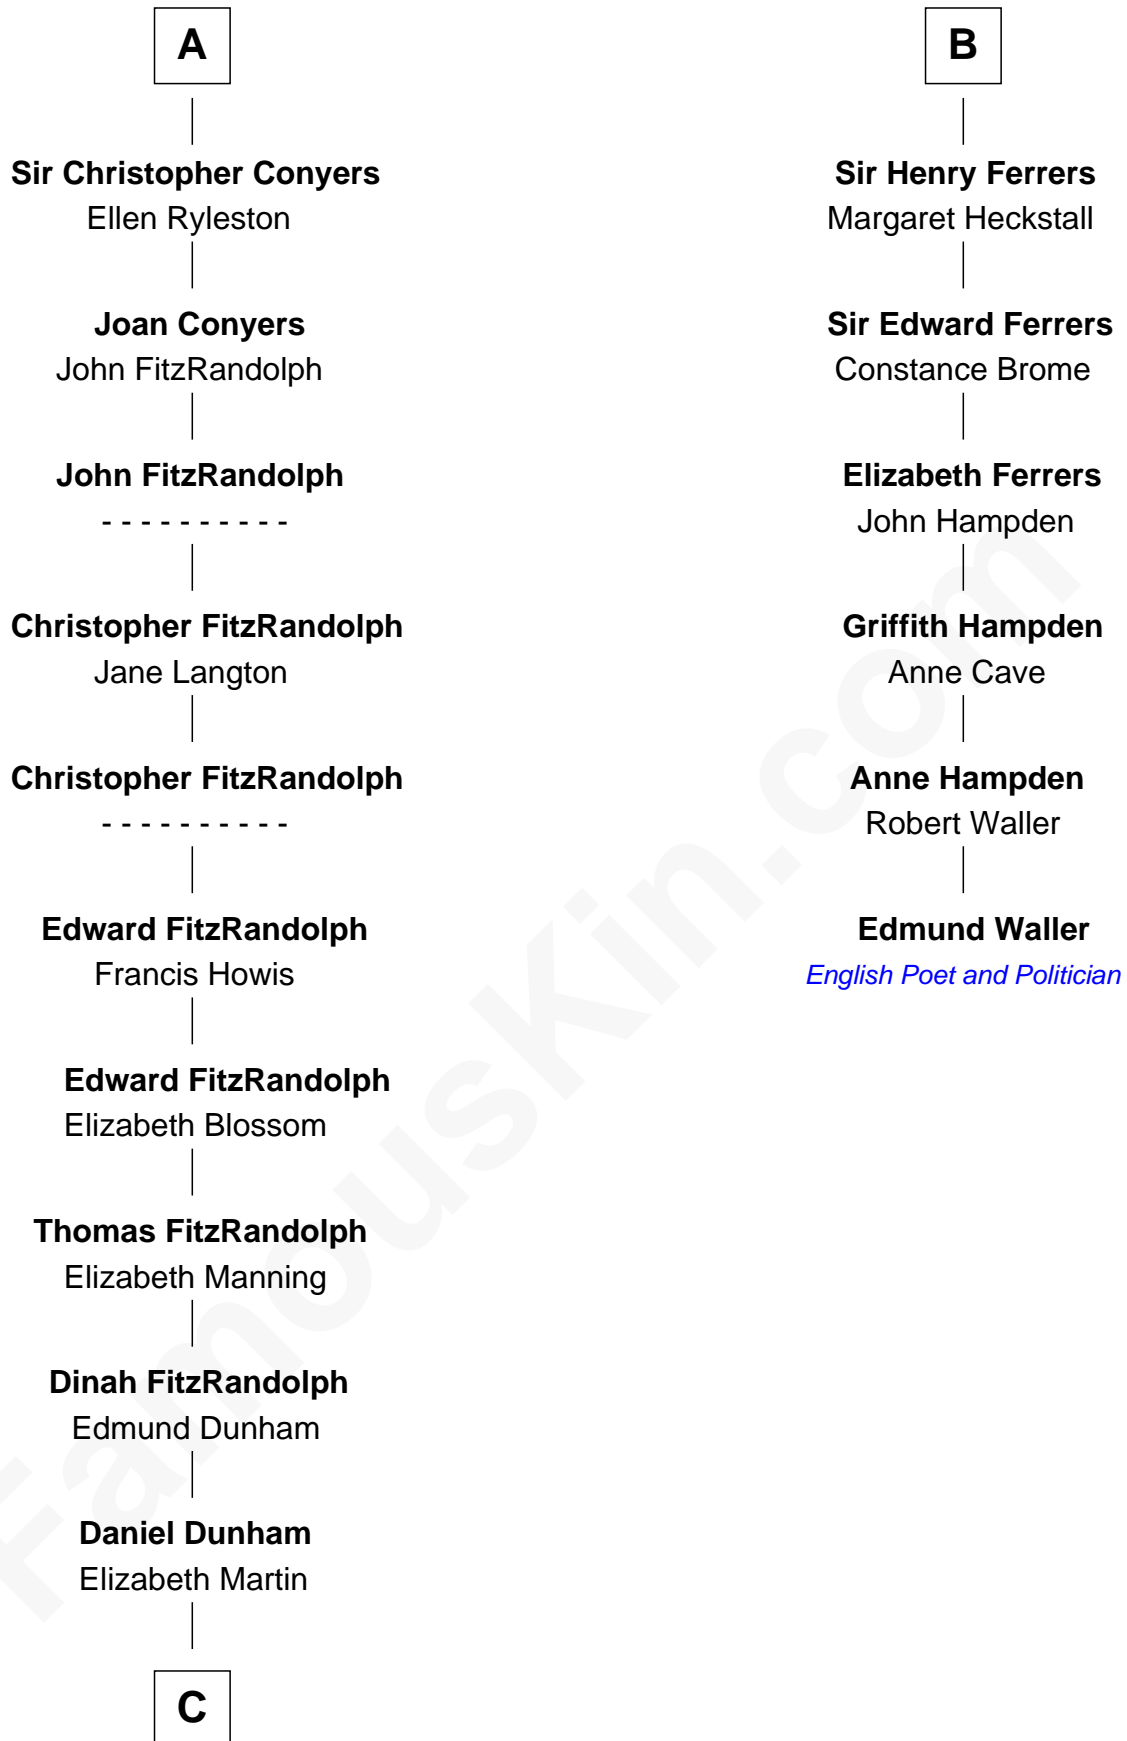 A
Sir Christopher Conyers
Ellen Ryleston
Joan Conyers
John FitzRandolph
John FitzRandolph
- - - - - - - - - -
Christopher FitzRandolph
Jane Langton
Christopher FitzRandolph
- - - - - - - - - -
Edward FitzRandolph
Francis Howis
Edward FitzRandolph
Elizabeth Blossom
Thomas FitzRandolph
Elizabeth Manning
Dinah FitzRandolph
Edmund Dunham
Daniel Dunham
Elizabeth Martin
C
B
Sir Henry Ferrers
Margaret Heckstall
Sir Edward Ferrers
Constance Brome
Elizabeth Ferrers
John Hampden
Griffith Hampden
Anne Cave
Anne Hampden
Robert Waller
Edmund Waller
English Poet and Politician
FamousKin.com